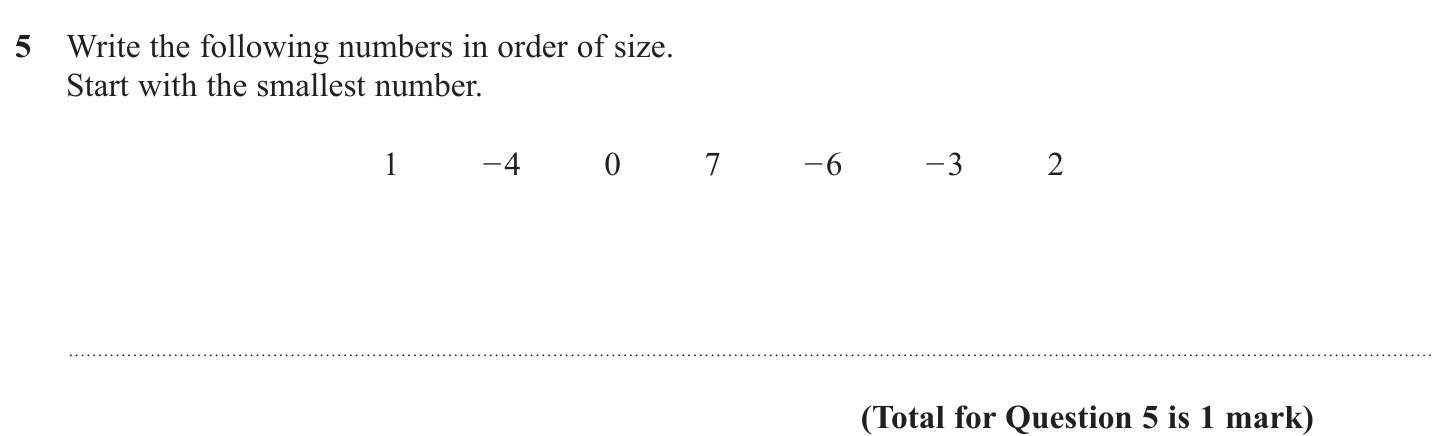 5 Write the following numbers in order of size.
Start with the smallest number.
1 −4 0 7 −6 −3 2
(Total for Question 5 is 1 mark)